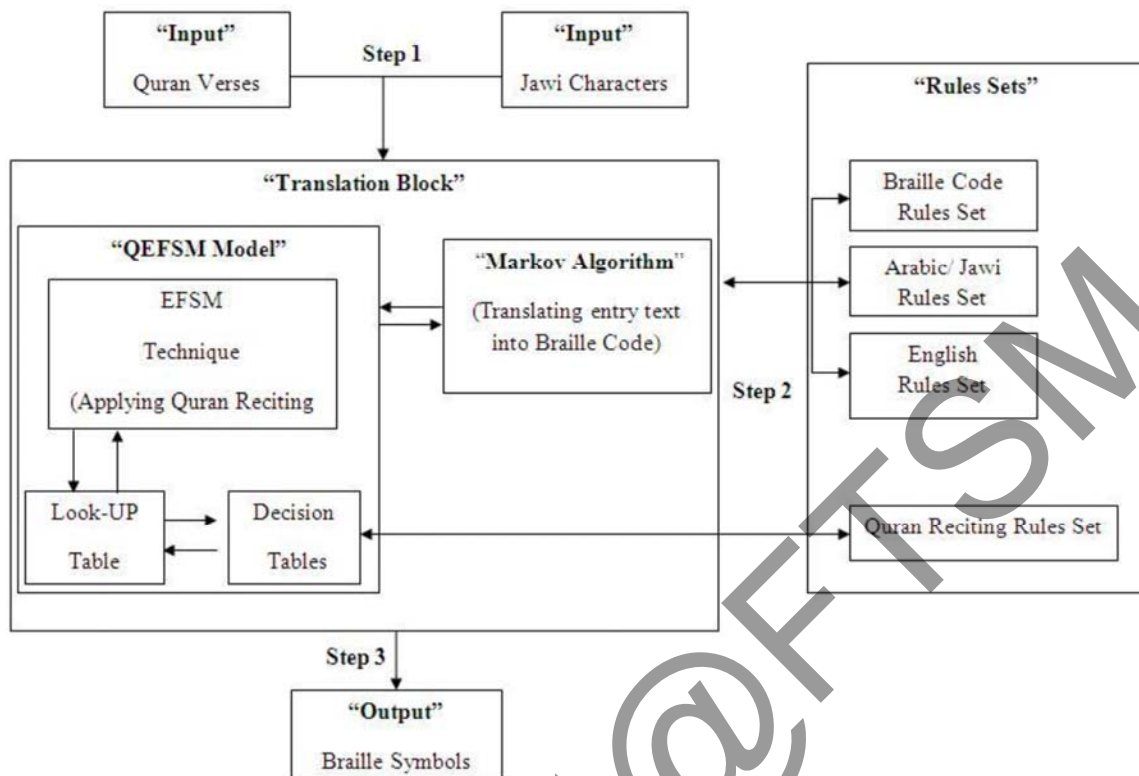 “Input”
Quran Verses
Step 1
“Input”
Jawi Characters
“Rules Sets”
“Translation Block”
Braille Code
Rules Set
“QEFSM Model”
“Markov Algorithm”
(Translating entry text
into Braille Code)
Arabic/ Jawi
Rules Set
EFSM
Technique
(Applying Quran Reciting
Step 2
English
Rules Set
Look-UP
Table
Decision
Tables
Quran Reciting Rules Set
Step 3
“Output”
Braille Symbols
@FTSM